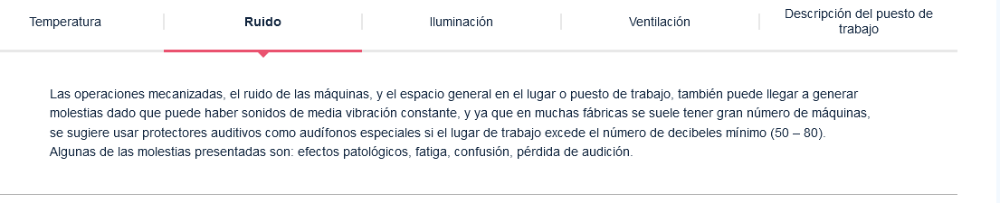 Temperatura
Ruido
Iluminación
Ventilación
Descripción del puesto de
trabajo
Las operaciones mecanizadas, el ruido de las máquinas, y el espacio general en el lugar o puesto de trabajo, también puede llegar a generar
molestias dado que puede haber sonidos de media vibración constante, y ya que en muchas fábricas se suele tener gran número de máquinas,
se sugiere usar protectores auditivos como audífonos especiales si el lugar de trabajo excede el número de decibeles mínimo (50 – 80).
Algunas de las molestias presentadas son: efectos patológicos, fatiga, confusión, pérdida de audición.